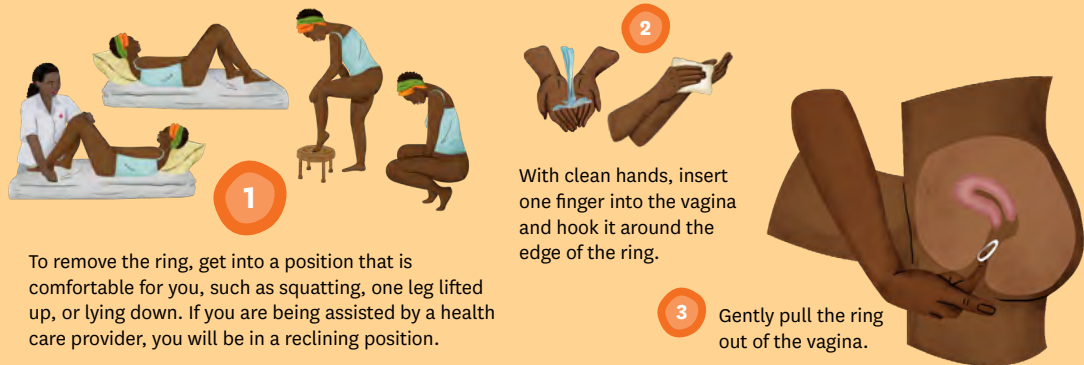 1
To remove the ring, get into a position that is
comfortable for you, such as squatting, one leg lifted
up, or lying down. If you are being assisted by a health
care provider, you will be in a reclining position.
2
With clean hands, insert
one finger into the vagina
and hook it around the
edge of the ring.
3
Gently pull the ring
out of the vagina.